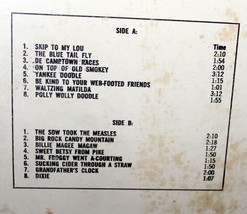 SIDE A:
Time
1. SKIP TO MY LOU 2:10
2. THE BLUE TAIL FLY 1:54
3. DE CAMPTOWN RACES 2:00
4. ON TOP OF OLD SMOKEY 3:12
5. YANKEE DOODLE 1:15
6. BE KIND TO YOUR WEB-FOOTED FRIENDS 1:01
7. WALTZING MATILDA 3:12
8. POLLY WOLLY DOODLE 1:55
SIDE B:
1. THE SOW TOOK THE MEASLES 2:10
2. BIG ROCK CANDY MOUNTAIN 2:18
3. BILLIE MAGEE MAGAW 1:27
4. SWEET BETSY FROM PIKE 1:50
5. MR. FROGGY WENT A-COURTING 1:15
6. SUCKING CIDER THROUGH A STRAW 1:50
7. GRANDFATHER'S CLOCK 2:00
8. DIXIE 1:07